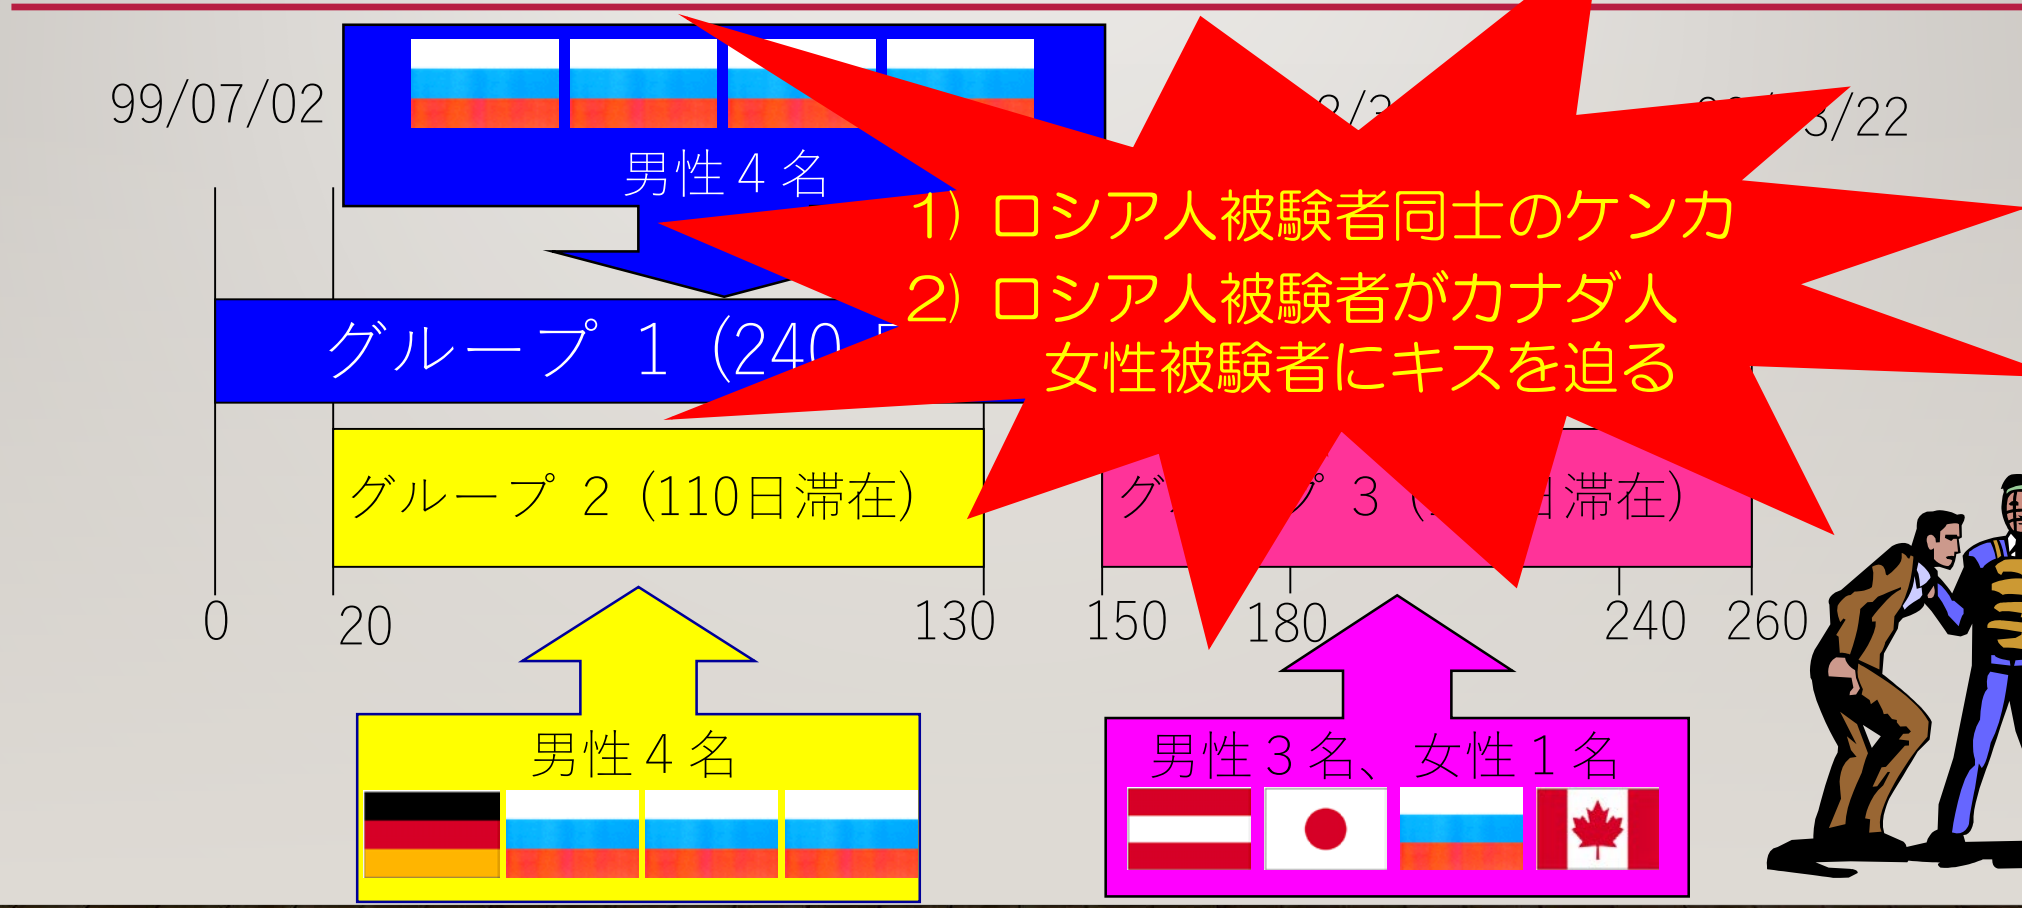 99/07/02
男性４名
/22
1) ロシア人被験者同士のケンカ
2) ロシア人被験者がカナダ人
女性被験者にキスを迫る
グループ １ (240
グループ ２ (110日滞在)
３ 日滞在)
0
20
130
150
180
240
260
男性４名
男性３名、女性１名